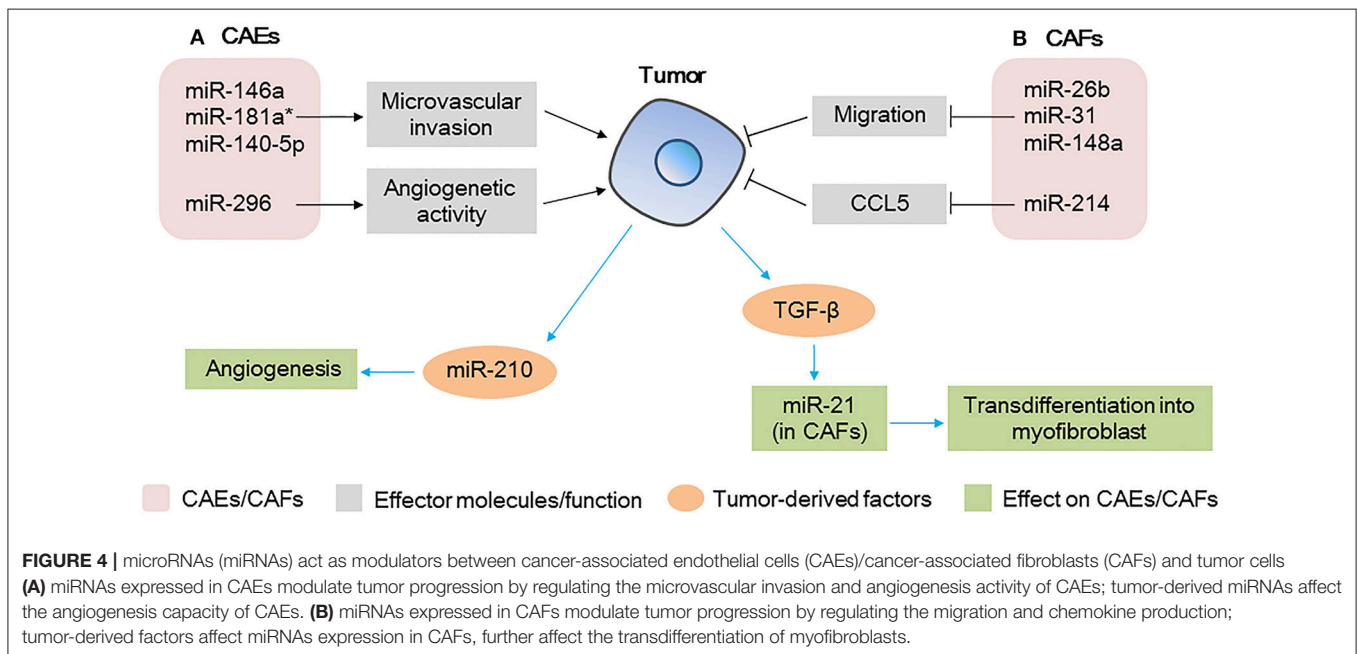 A CAEs
miR-146a
miR-181a*
miR-140-5p
miR-296
Microvascular
invasion
Angiogenetic
activity
Tumor
B CAFs
miR-26b
miR-31
miR-148a
miR-214
Migration
CCL5
TGF-β
miR-210
Angiogenesis
miR-21
(in CAFs)
Transdifferentiation into
myofibroblast
CAEs/CAFs
Effector molecules/function
Tumor-derived factors
Effect on CAEs/CAFs
FIGURE 4 | microRNAs (miRNAs) act as modulators between cancer-associated endothelial cells (CAEs)/cancer-associated fibroblasts (CAFs) and tumor cells
(A) miRNAs expressed in CAEs modulate tumor progression by regulating the microvascular invasion and angiogenesis activity of CAEs; tumor-derived miRNAs affect
the angiogenesis capacity of CAEs. (B) miRNAs expressed in CAFs modulate tumor progression by regulating the migration and chemokine production;
tumor-derived factors affect miRNAs expression in CAFs, further affect the transdifferentiation of myofibroblasts.